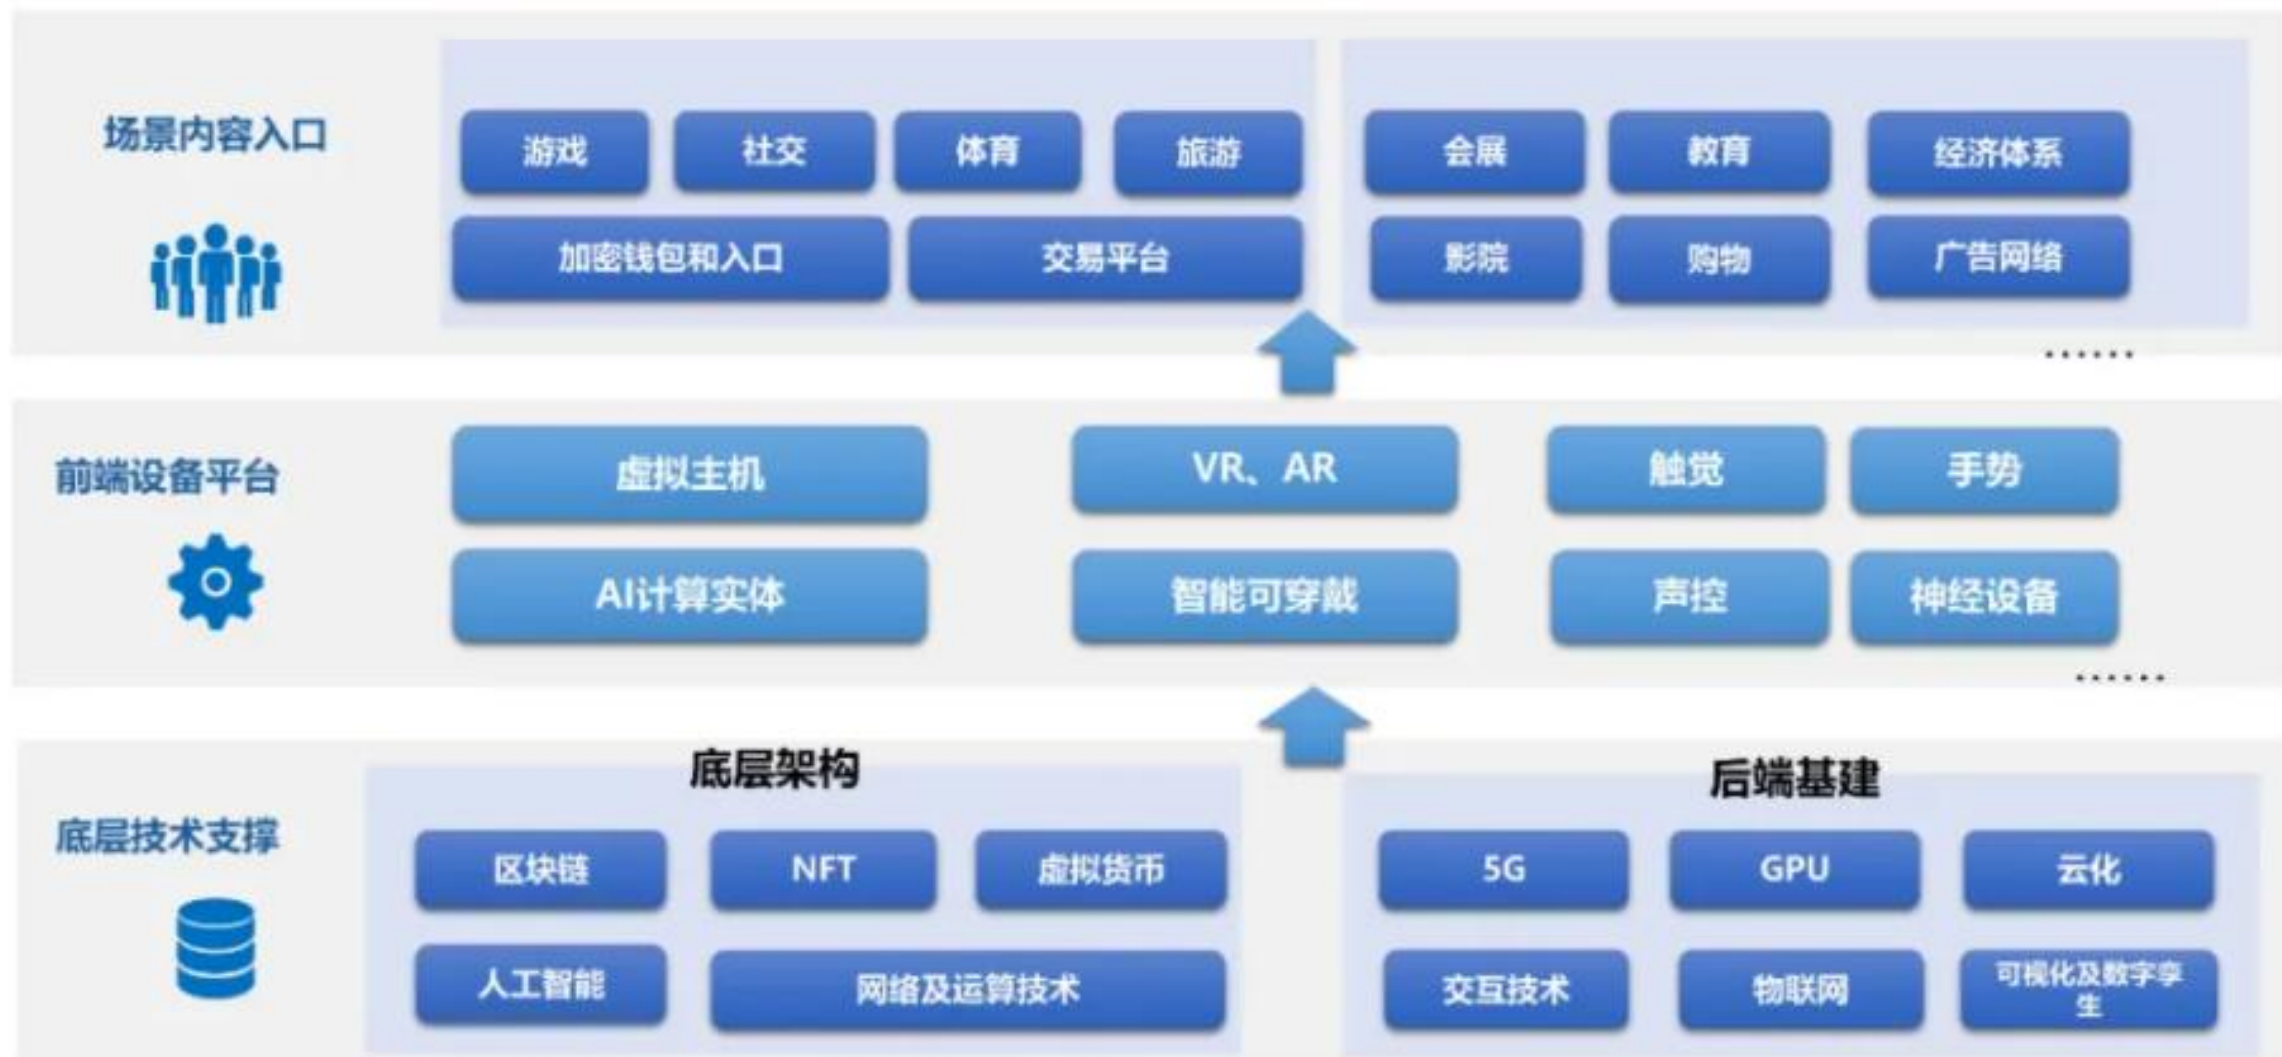 场景内容入口
游戏
社交
体育
旅游
加密钱包和入口
交易平台
会展
教育
经济体系
影院
购物
广告网络
······
前端设备平台
虚拟主机
VR、AR
触觉
手势
AI计算实体
智能可穿戴
声控
神经设备
······
底层技术支撑
底层架构
区块链
NFT
虚拟货币
人工智能
网络及运算技术
后端基建
5G
GPU
云化
交互技术
物联网
可视化及数字孪
生